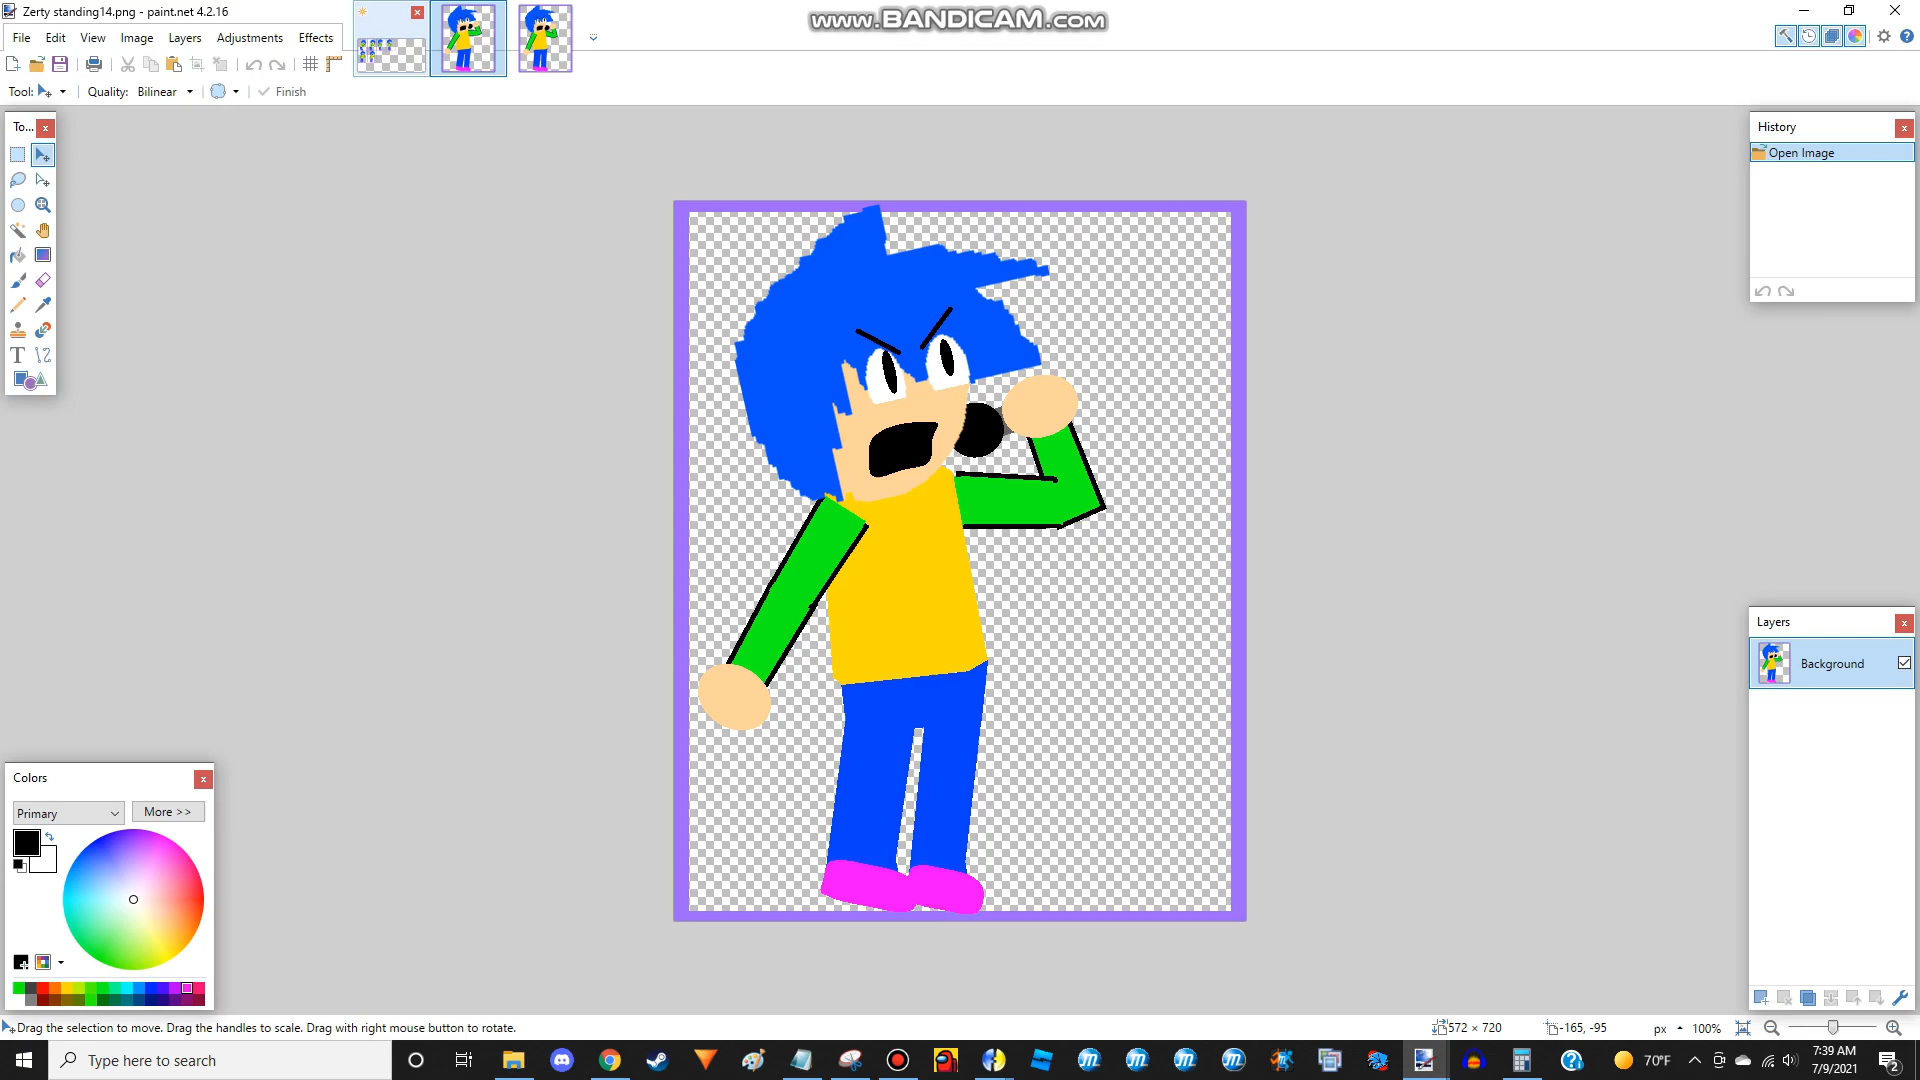 Zerty standing14.png - paint.net 4.2.16
www.BANDICAM.com
File Edit View Image Layers Adjustments Effects
Tool: Quality: Bilinear Finish
To...
History
Open Image
Layers
Background
Colors
Primary More >>
Drag the selection to move. Drag the handles to scale. Drag with right mouse button to rotate.
572 × 720 -165, -95 px 100%
Type here to search
70°F
7:39 AM
7/9/2021
2